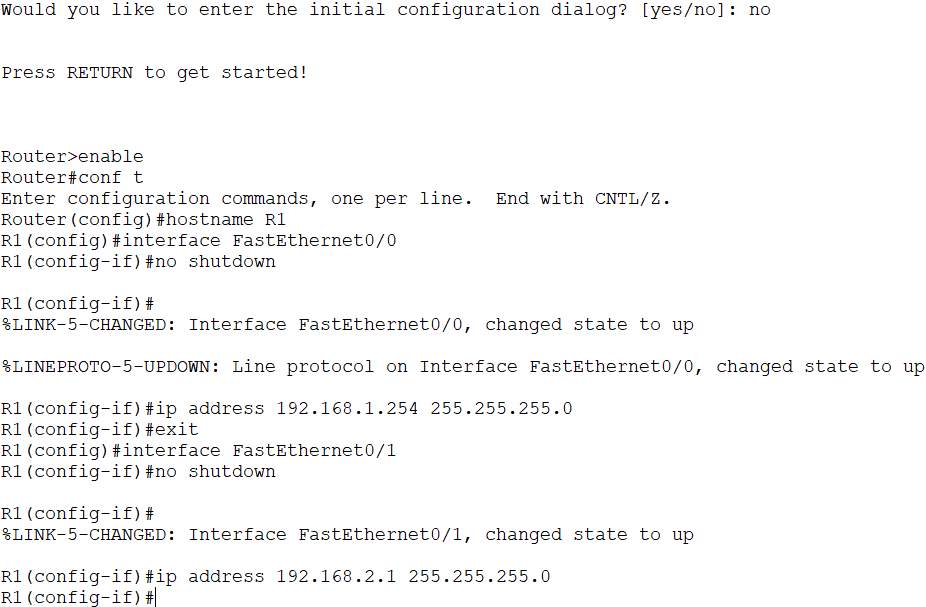 Would you like to enter the initial configuration dialog? [yes/no]: no
Press RETURN to get started!
Router>enable
Router#conf t
Enter configuration commands, one per line.  End with CNTL/Z.
Router(config)#hostname R1
R1(config)#interface FastEthernet0/0
R1(config-if)#no shutdown
R1(config-if)#
%LINK-5-CHANGED: Interface FastEthernet0/0, changed state to up
%LINEPROTO-5-UPDOWN: Line protocol on Interface FastEthernet0/0, changed state to up
R1(config-if)#ip address 192.168.1.254 255.255.255.0
R1(config-if)#exit
R1(config)#interface FastEthernet0/1
R1(config-if)#no shutdown
R1(config-if)#
%LINK-5-CHANGED: Interface FastEthernet0/1, changed state to up
R1(config-if)#ip address 192.168.2.1 255.255.255.0
R1(config-if)#